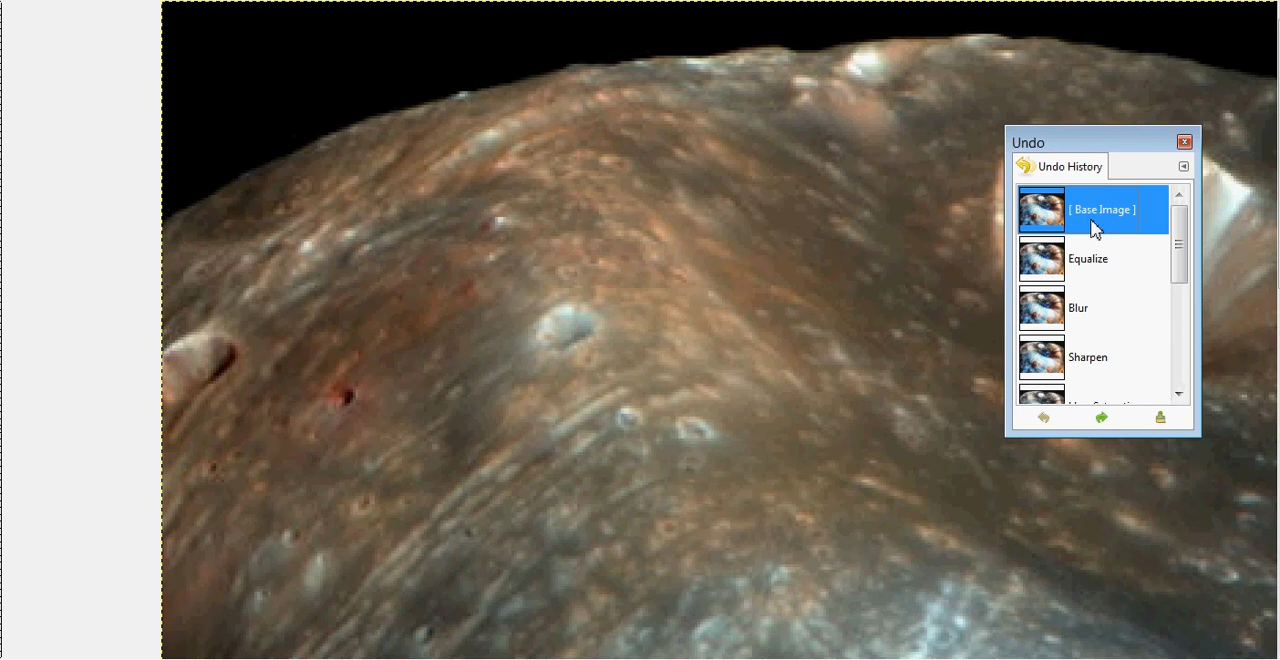 Undo
Undo History
[ Base Image ]
Equalize
Blur
Sharpen